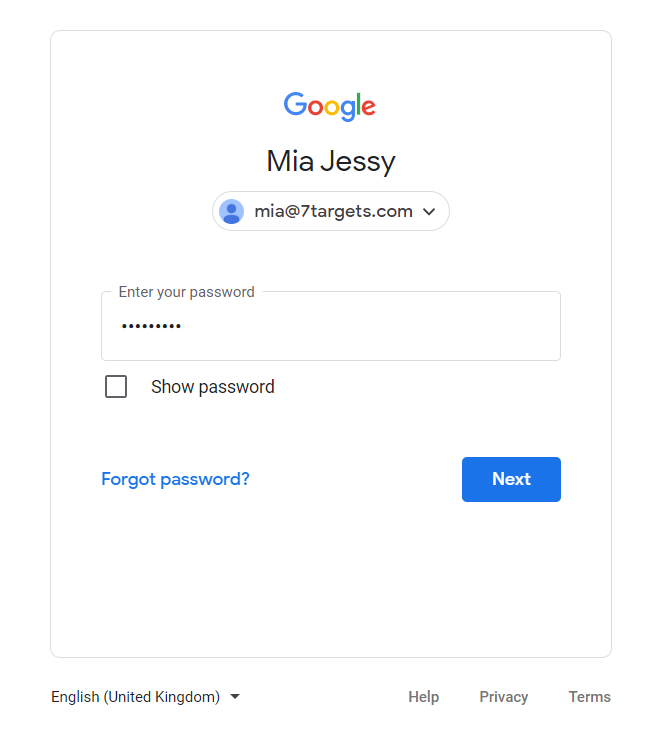 Google
Mia Jessy
mia@7targets.com
Enter your password
•••••••••
Show password
Forgot password? Next
English (United Kingdom) Help Privacy Terms